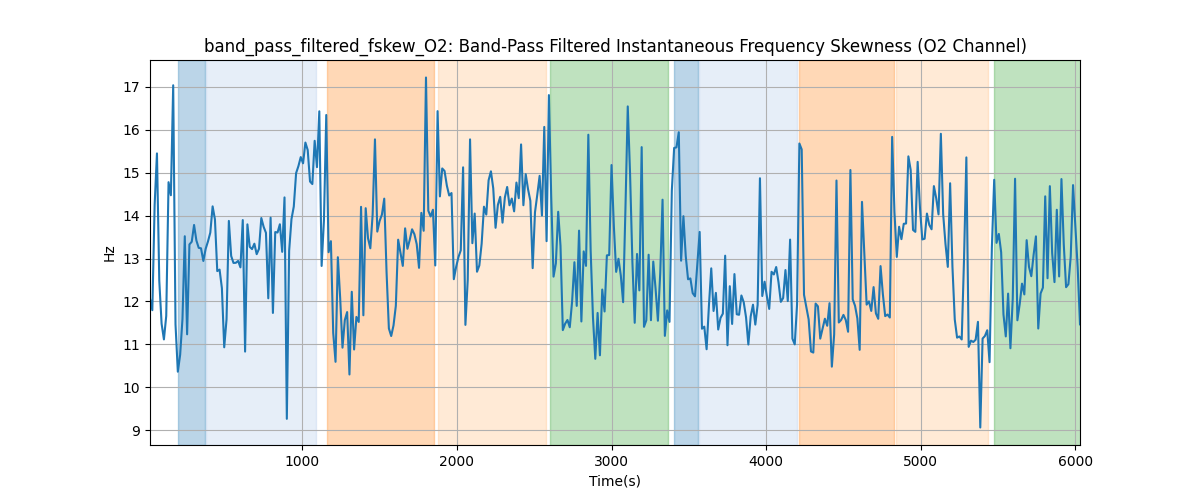 band_pass_filtered_fskew_O2: Band-Pass Filtered Instantaneous Frequency Skewness (O2 Channel)
17
16
15
14
13
12
11
10
9
Hz
1000 2000 3000 4000 5000 6000
Time(s)